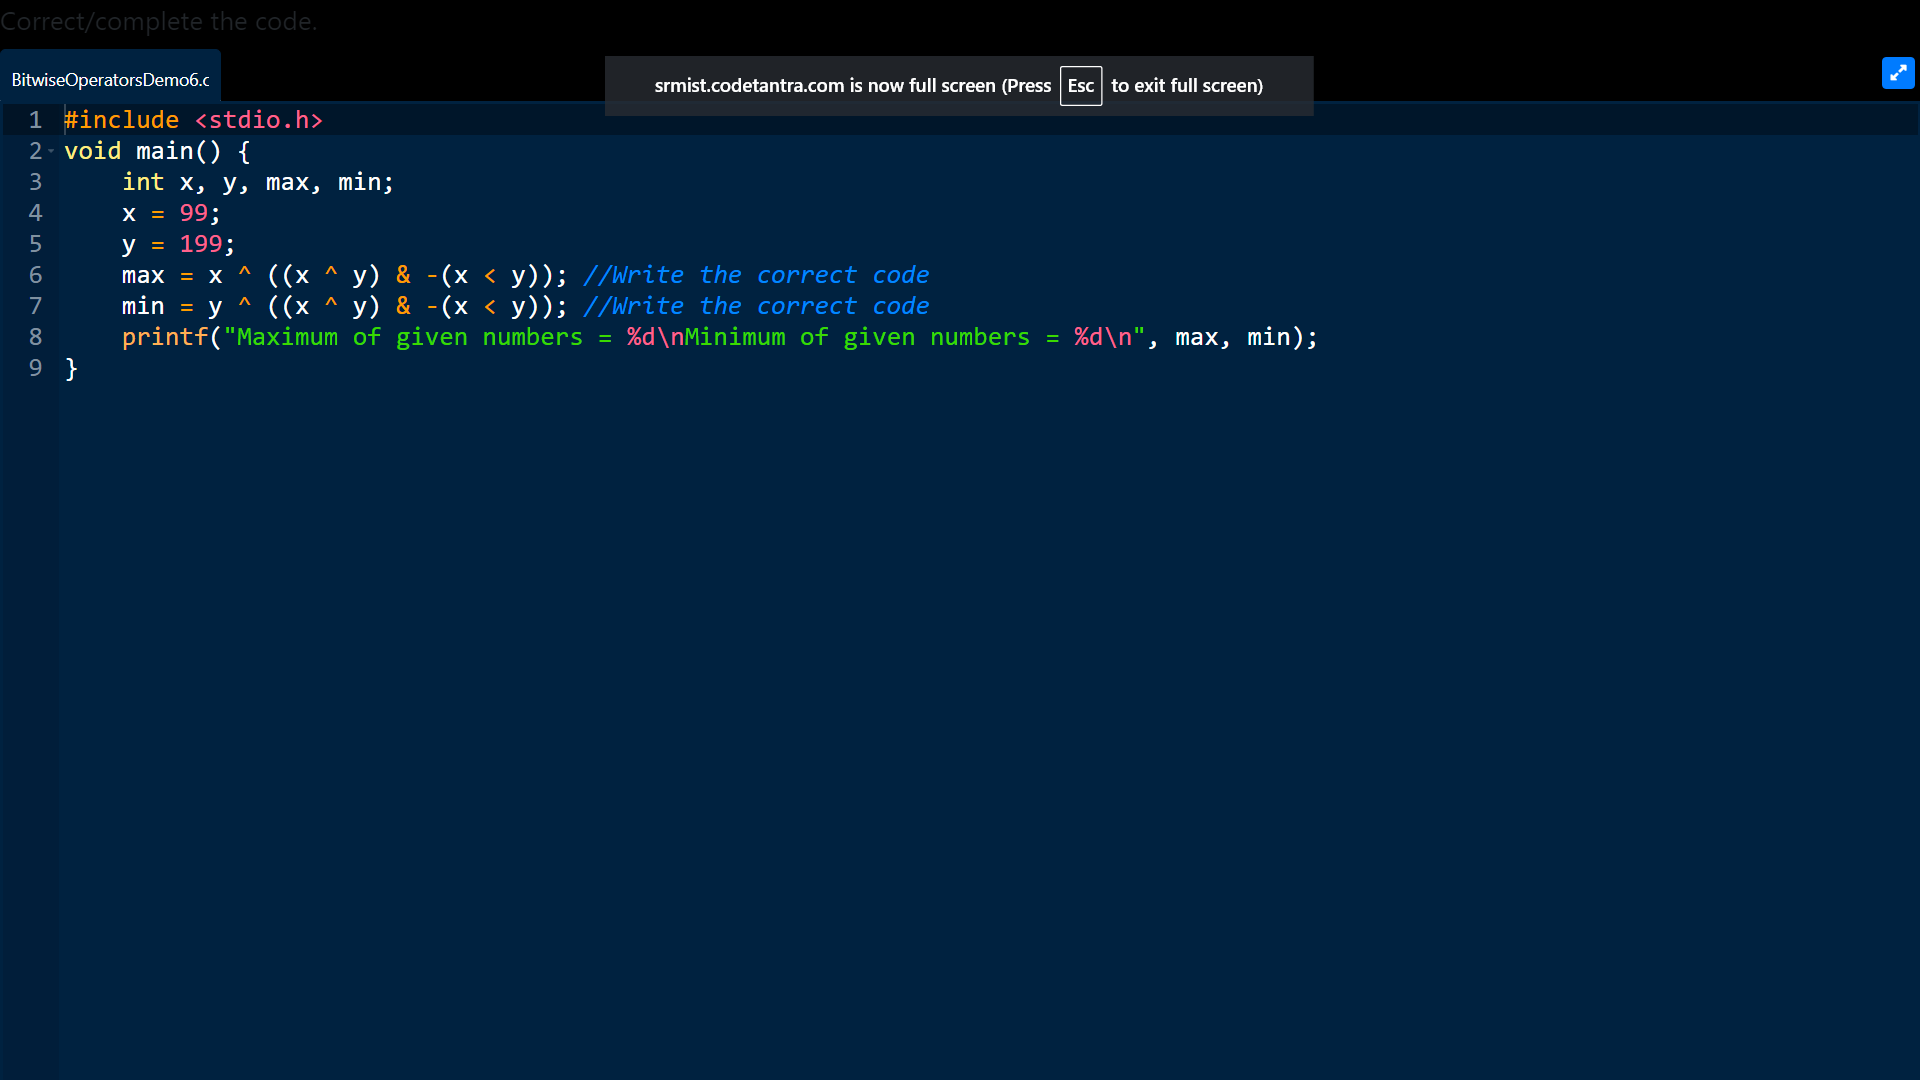 Correct/complete the code.
BitwiseOperatorsDemo6.c
srmist.codetantra.com is now full screen (Press Esc to exit full screen)
1 #include <stdio.h>
2 void main() {
3     int x, y, max, min;
4     x = 99;
5     y = 199;
6     max = x ^ ((x ^ y) & -(x < y)); //Write the correct code
7     min = y ^ ((x ^ y) & -(x < y)); //Write the correct code
8     printf("Maximum of given numbers = %d\nMinimum of given numbers = %d\n", max, min);
9 }